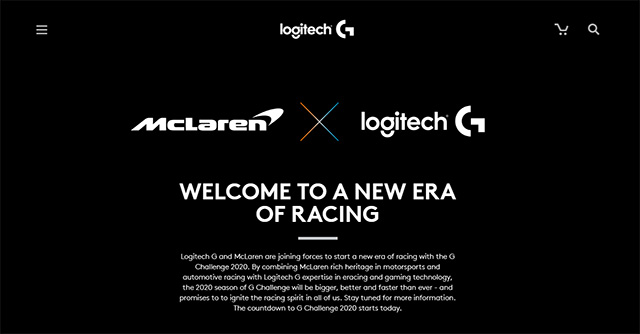 logitech G
McLaren X logitech G
WELCOME TO A NEW ERA
OF RACING
Logitech G and McLaren are joining forces to start a new era of racing with the G
Challenge 2020. By combining McLaren rich heritage in motorsports and
automotive racing with Logitech G expertise in eracing and gaming technology,
the 2020 season of G Challenge will be bigger, better and faster than ever - and
promises to to ignite the racing spirit in all of us. Stay tuned for more information.
The countdown to G Challenge 2020 starts today.